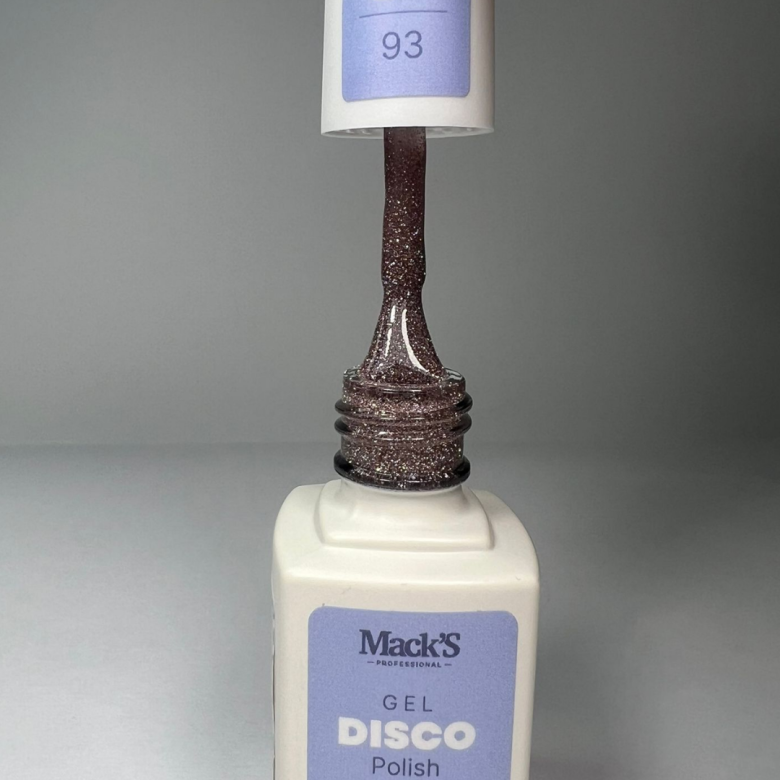 93
Mack'S
PROFESSIONAL
GEL
DISCO
Polish